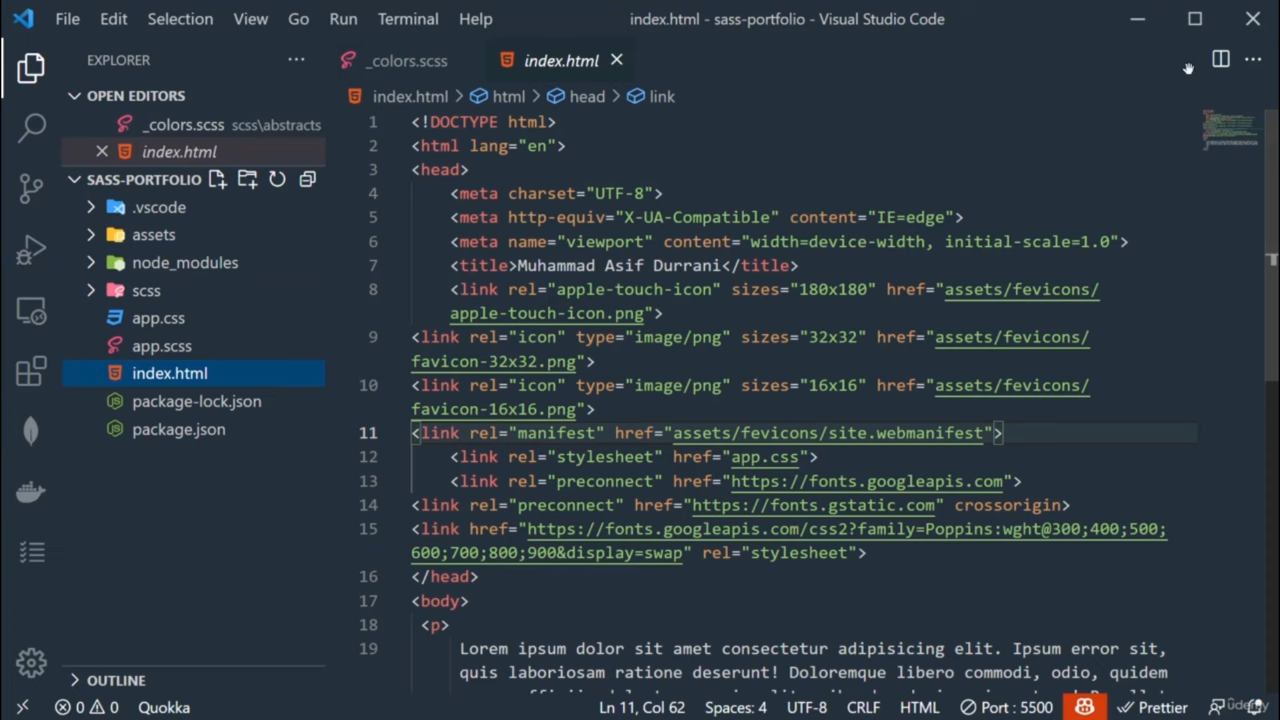 File Edit Selection View Go Run Terminal Help index.html - sass-portfolio - Visual Studio Code
EXPLORER
OPEN EDITORS
_colors.scss scss\abstracts
index.html
SASS-PORTFOLIO
.vscode
assets
node_modules
scss
app.css
app.scss
index.html
package-lock.json
package.json
OUTLINE
_colors.scss index.html
index.html > html > head > link
1 <!DOCTYPE html>
2 <html lang="en">
3 <head>
4 <meta charset="UTF-8">
5 <meta http-equiv="X-UA-Compatible" content="IE=edge">
6 <meta name="viewport" content="width=device-width, initial-scale=1.0">
7 <title>Muhammad Asif Durrani</title>
8 <link rel="apple-touch-icon" sizes="180x180" href="assets/fevicons/
apple-touch-icon.png">
9 <link rel="icon" type="image/png" sizes="32x32" href="assets/fevicons/
favicon-32x32.png">
10 <link rel="icon" type="image/png" sizes="16x16" href="assets/fevicons/
favicon-16x16.png">
11 <link rel="manifest" href="assets/fevicons/site.webmanifest">
12 <link rel="stylesheet" href="app.css">
13 <link rel="preconnect" href="https://fonts.googleapis.com">
14 <link rel="preconnect" href="https://fonts.gstatic.com" crossorigin>
15 <link href="https://fonts.googleapis.com/css2?family=Poppins:wght@300;400;500;
600;700;800;900&display=swap" rel="stylesheet">
16 </head>
17 <body>
18 <p>
19 Lorem ipsum dolor sit amet consectetur adipisicing elit. Ipsum error sit,
quis laboriosam ratione deserunt! Doloremque libero commodi, odio, quidem
0 0 Quokka Ln 11, Col 62 Spaces: 4 UTF-8 CRLF HTML Port : 5500 Prettier
udemy